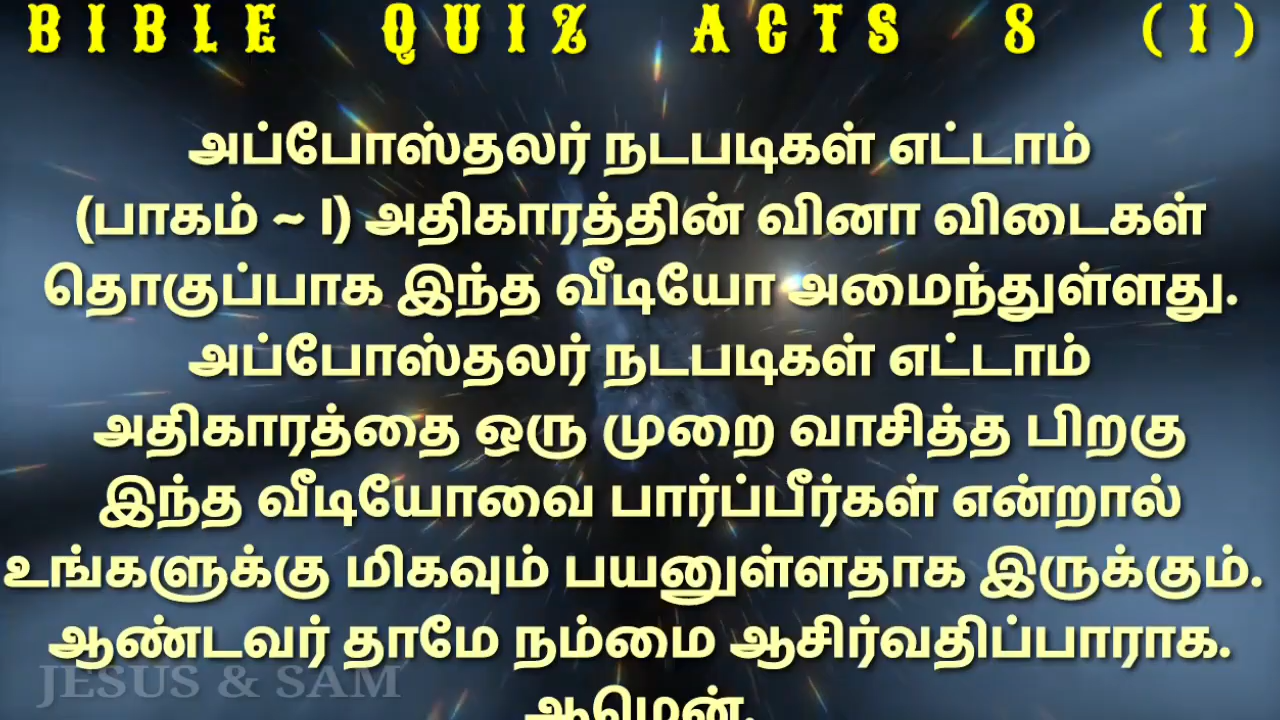 BIBLE QUIZ ACTS 8 (I)
அப்போஸ்தலர் நடபடிகள் எட்டாம்
(பாகம் ~ I) அதிகாரத்தின் வினா விடைகள்
தொகுப்பாக இந்த வீடியோ அமைந்துள்ளது.
அப்போஸ்தலர் நடபடிகள் எட்டாம்
அதிகாரத்தை ஒரு முறை வாசித்த பிறகு
இந்த வீடியோவை பார்ப்பீர்கள் என்றால்
உங்களுக்கு மிகவும் பயனுள்ளதாக இருக்கும்.
ஆண்டவர் தாமே நம்மை ஆசிர்வதிப்பாராக.
JESUS & SAM
ஆமென்.